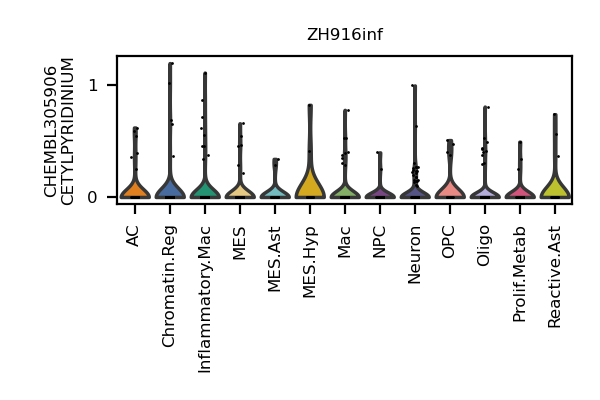 ZH916inf
CHEMBL305906
CETYLPYRIDINIUM
1
0
AC
Chromatin.Reg
Inflammatory.Mac
MES
MES.Ast
MES.Hyp
Mac
NPC
Neuron
OPC
Oligo
Prolif.Metab
Reactive.Ast